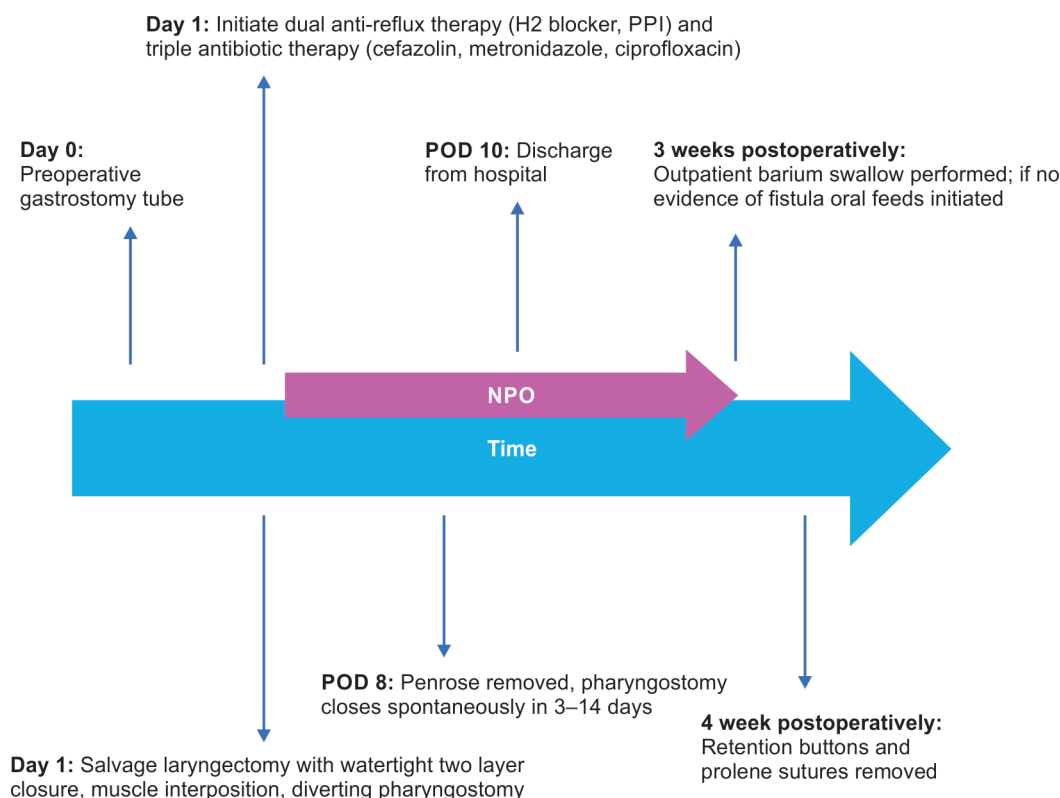 Day 1: Initiate dual anti-reflux therapy (H2 blocker, PPI) and
triple antibiotic therapy (cefazolin, metronidazole, ciprofloxacin)
Day 0:
Preoperative
gastrostomy tube
POD 10: Discharge
from hospital
3 weeks postoperatively:
Outpatient barium swallow performed; if no
evidence of fistula oral feeds initiated
NPO
Time
POD 8: Penrose removed, pharyngostomy
closes spontaneously in 3–14 days
4 week postoperatively:
Retention buttons and
prolene sutures removed
Day 1: Salvage laryngectomy with watertight two layer
closure, muscle interposition, diverting pharyngostomy